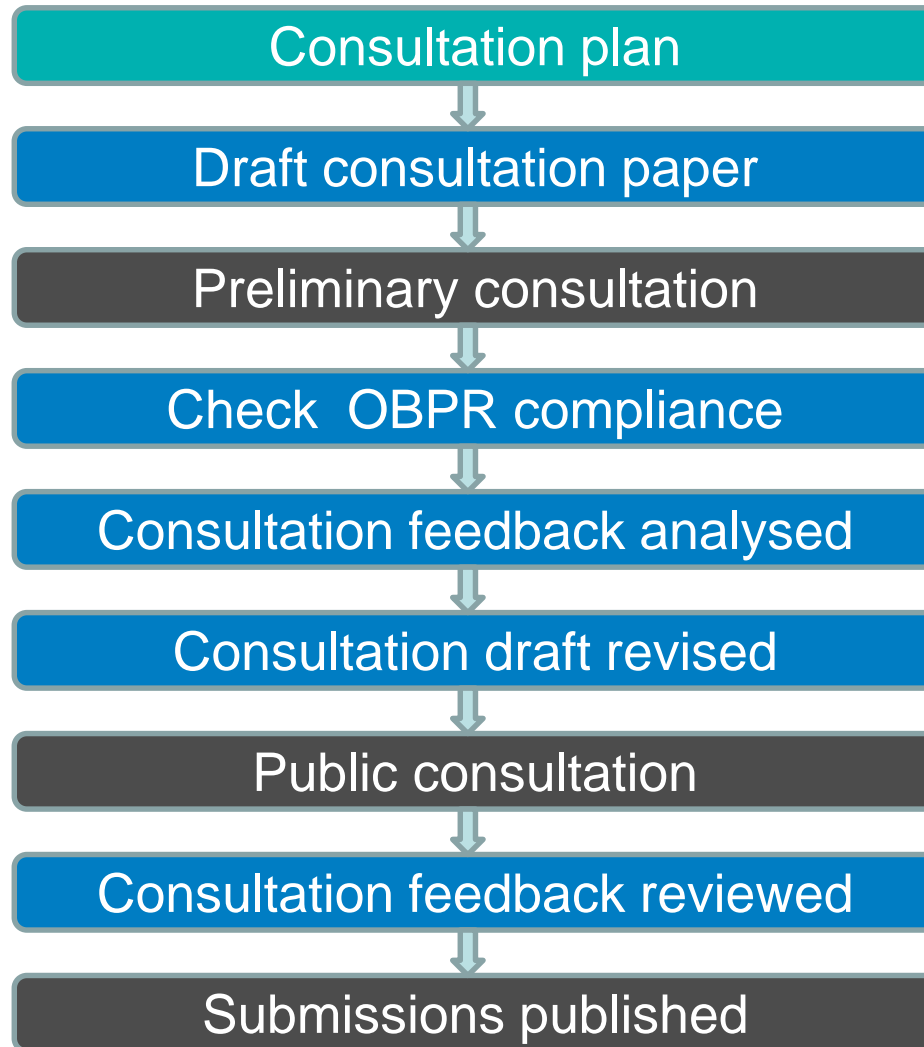 Consultation plan
Draft consultation paper
Preliminary consultation
Check  OBPR compliance
Consultation feedback analysed
Consultation draft revised
Public consultation
Consultation feedback reviewed
Submissions published